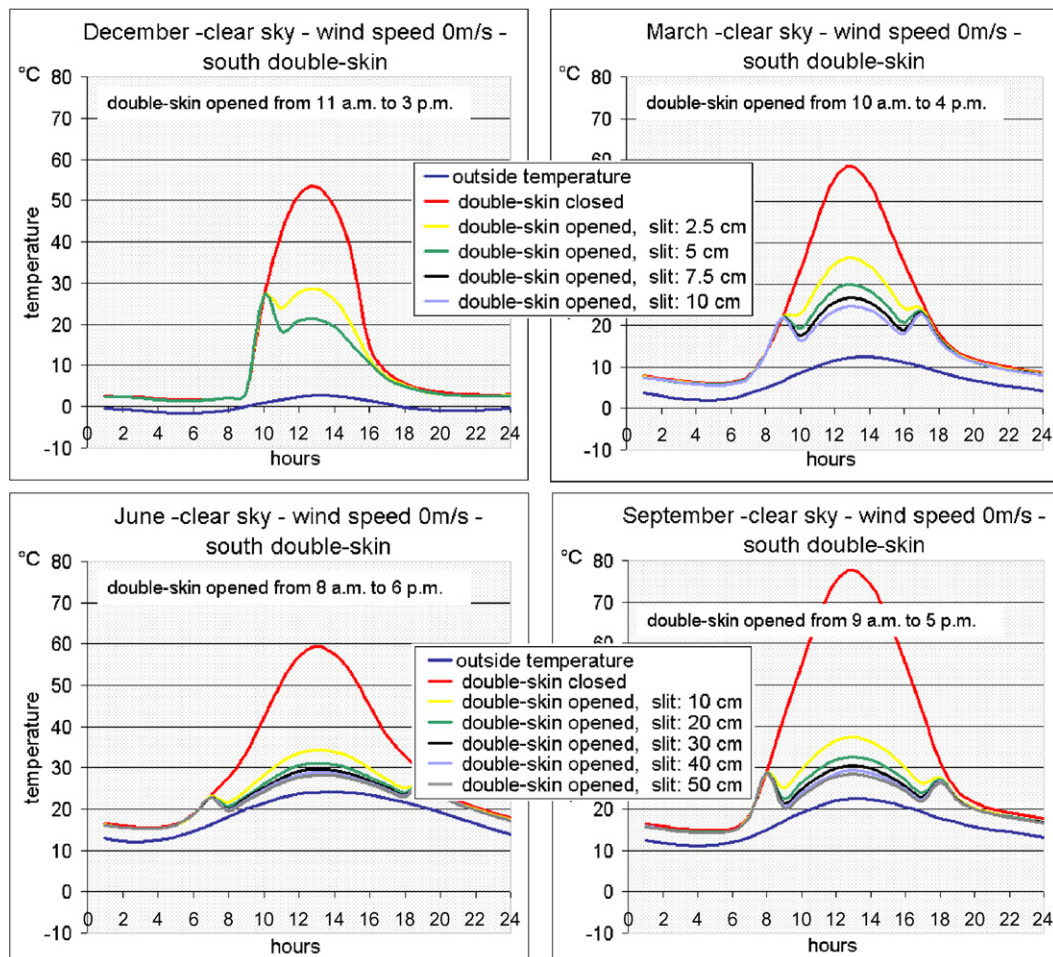 December -clear sky - wind speed 0m/s -
south double-skin
°C
80
70
60
50
40
30
20
10
0
-10
temperature
double-skin opened from 11 a.m. to 3 p.m.
0 2 4 6 8 10 12 14 16 18 20 22 24
hours
March -clear sky - wind speed 0m/s -
south double-skin
°C
80
70
60
20
10
0
-10
double-skin opened from 10 a.m. to 4 p.m.
0 2 4 6 8 10 12 14 16 18 20 22 24
hours
outside temperature
double-skin closed
double-skin opened, slit: 2.5 cm
double-skin opened, slit: 5 cm
double-skin opened, slit: 7.5 cm
double-skin opened, slit: 10 cm
June -clear sky - wind speed 0m/s -
south double-skin
°C
80
70
60
50
40
30
20
10
0
-10
temperature
double-skin opened from 8 a.m. to 6 p.m.
0 2 4 6 8 10 12 14 16 18 20 22 24
hours
September -clear sky - wind speed 0m/s -
south double-skin
°C
80
70
60
20
10
0
-10
double-skin opened from 9 a.m. to 5 p.m.
0 2 4 6 8 10 12 14 16 18 20 22 24
hours
outside temperature
double-skin closed
double-skin opened, slit: 10 cm
double-skin opened, slit: 20 cm
double-skin opened, slit: 30 cm
double-skin opened, slit: 40 cm
double-skin opened, slit: 50 cm